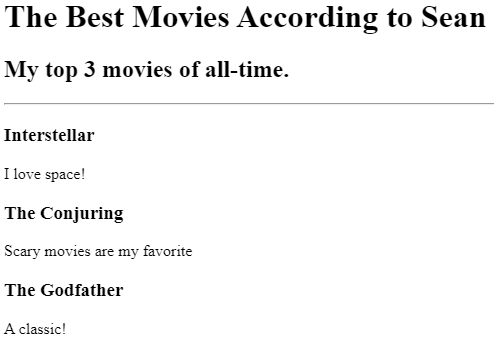 The Best Movies According to Sean
My top 3 movies of all-time.
Interstellar
I love space!
The Conjuring
Scary movies are my favorite
The Godfather
A classic!